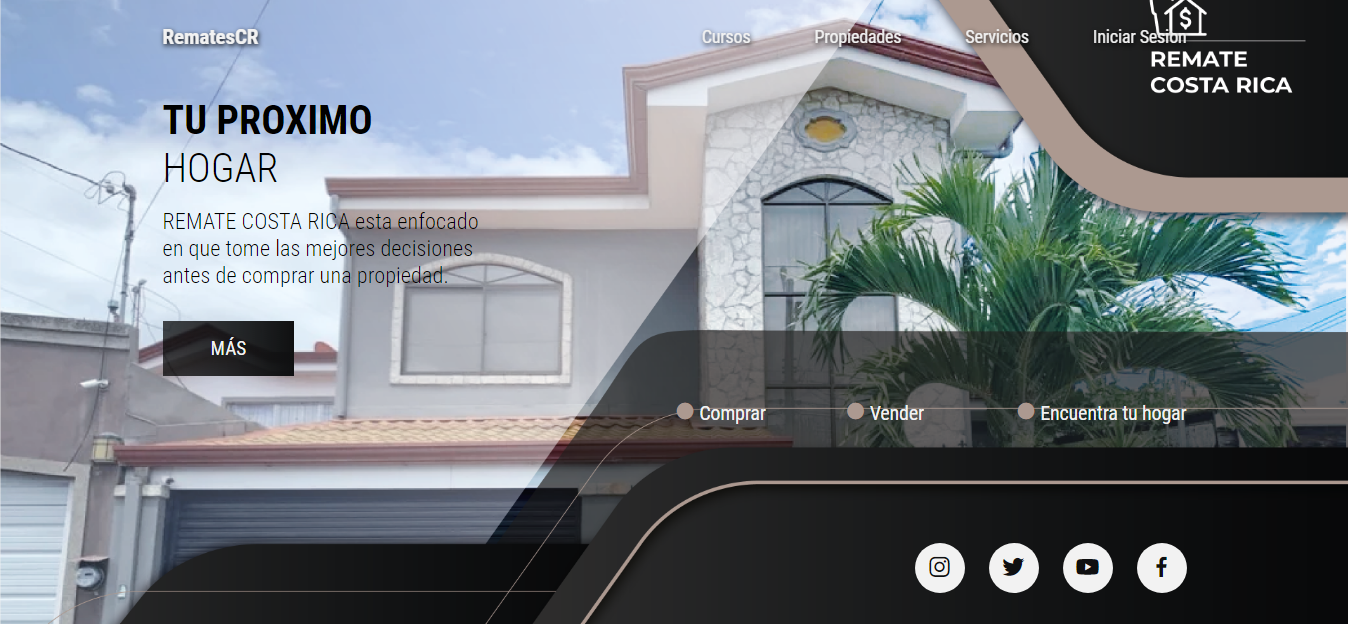 RematesCR
Cursos
Propiedades
Servicios
Iniciar Sesión
REMATE
COSTA RICA
TU PROXIMO
HOGAR
REMATE COSTA RICA esta enfocado
en que tome las mejores decisiones
antes de comprar una propiedad.
MÁS
Comprar
Vender
Encuentra tu hogar